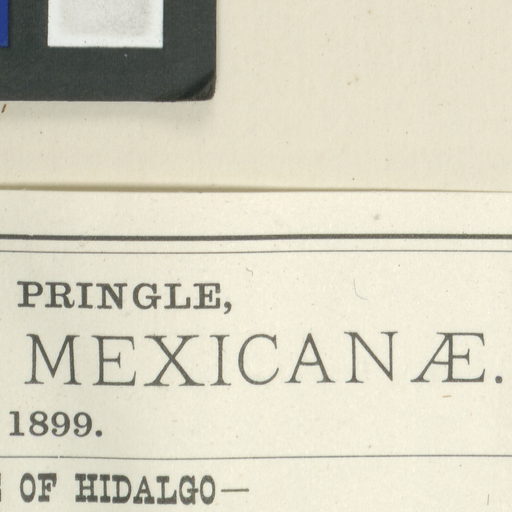 PRINGLE,
MEXICANÆ.
1899.
OF HIDALGO—